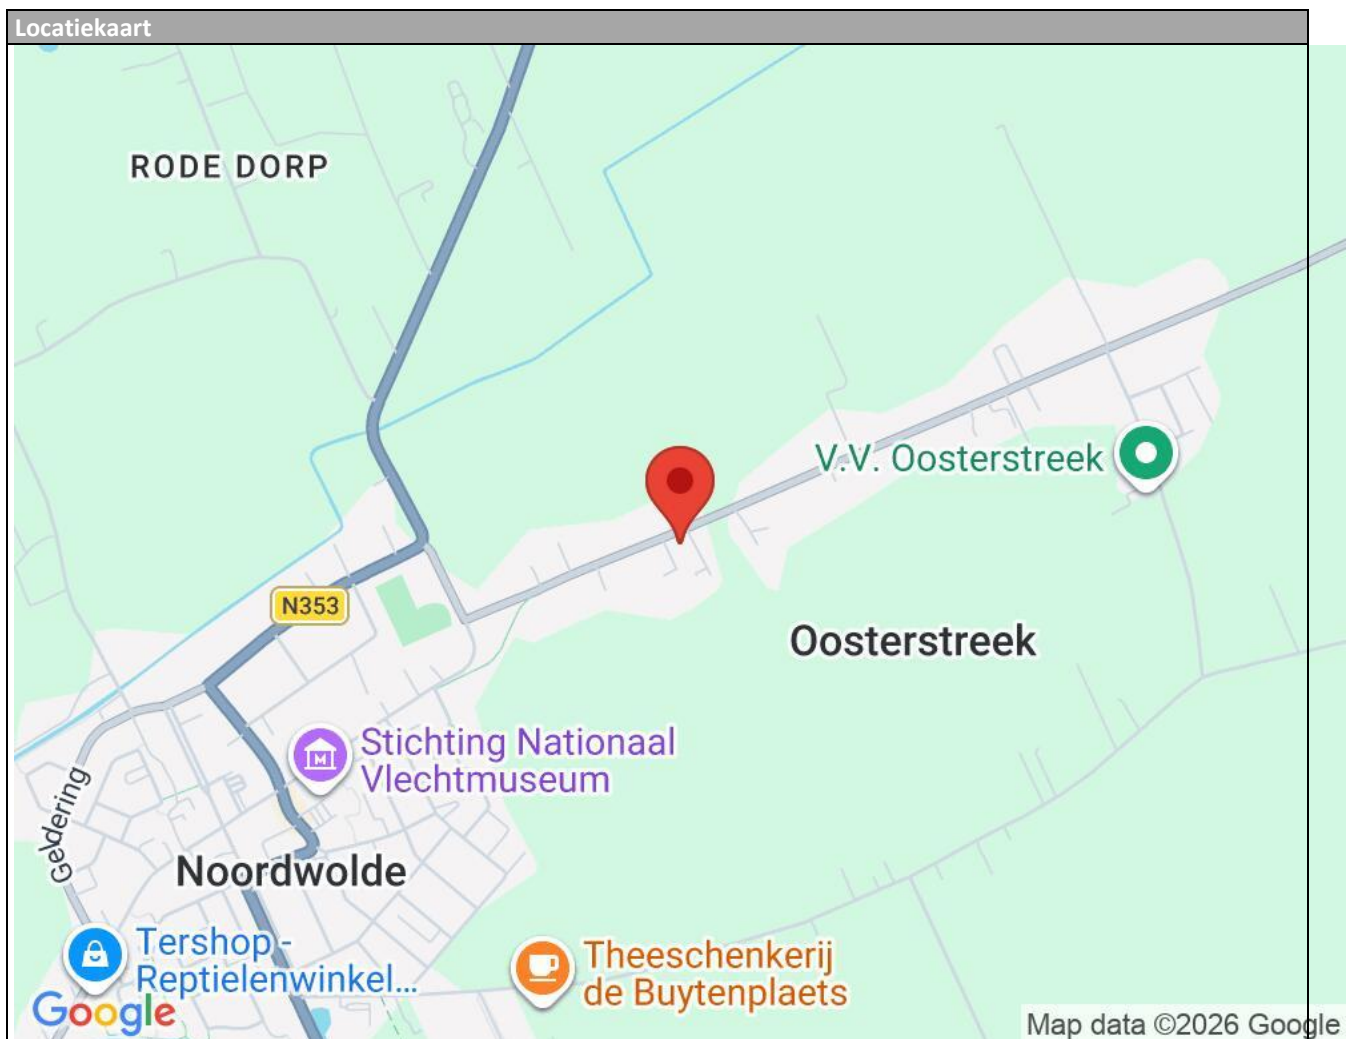 Locatiekaart
RODE DORP
V.V. Oosterstreek
N353
Oosterstreek
Stichting Nationaal
Vlechtmuseum
Geldering
Noordwolde
Tershop -
Reptielenwinkel...
Theeschenkerij
de Buytenplaets
Google
Map data ©2026 Google